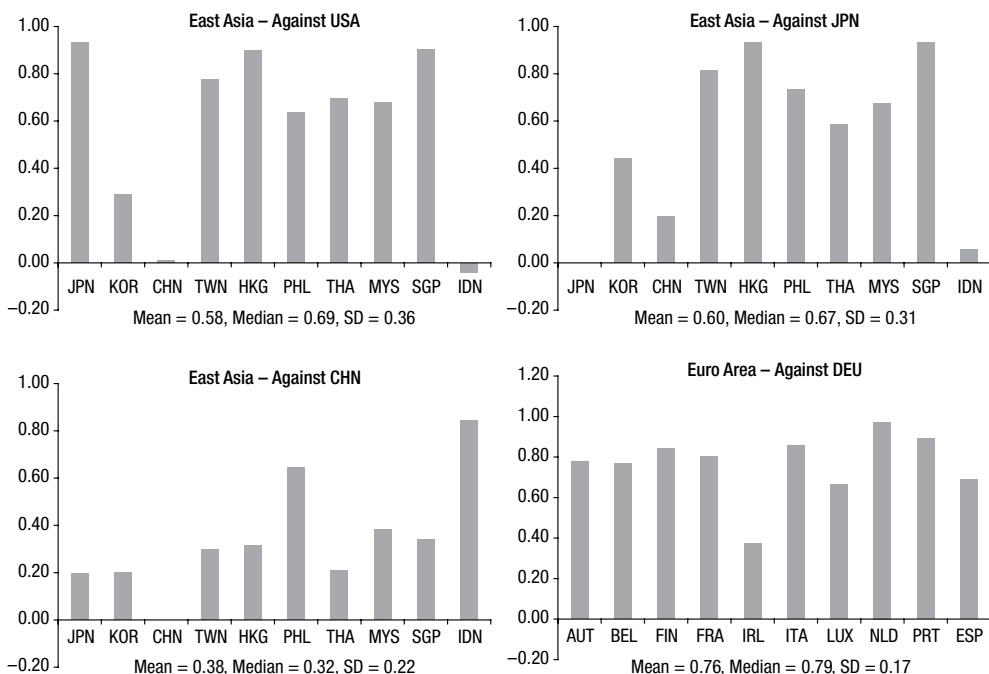 East Asia – Against USA
1.00
0.80
0.60
0.40
0.20
0.00
–0.20
JPN KOR CHN TWN HKG PHL THA MYS SGP IDN
Mean = 0.58, Median = 0.69, SD = 0.36
East Asia – Against JPN
1.00
0.80
0.60
0.40
0.20
0.00
–0.20
JPN KOR CHN TWN HKG PHL THA MYS SGP IDN
Mean = 0.60, Median = 0.67, SD = 0.31
East Asia – Against CHN
1.00
0.80
0.60
0.40
0.20
0.00
–0.20
JPN KOR CHN TWN HKG PHL THA MYS SGP IDN
Mean = 0.38, Median = 0.32, SD = 0.22
Euro Area – Against DEU
1.20
1.00
0.80
0.60
0.40
0.20
0.00
–0.20
AUT BEL FIN FRA IRL ITA LUX NLD PRT ESP
Mean = 0.76, Median = 0.79, SD = 0.17